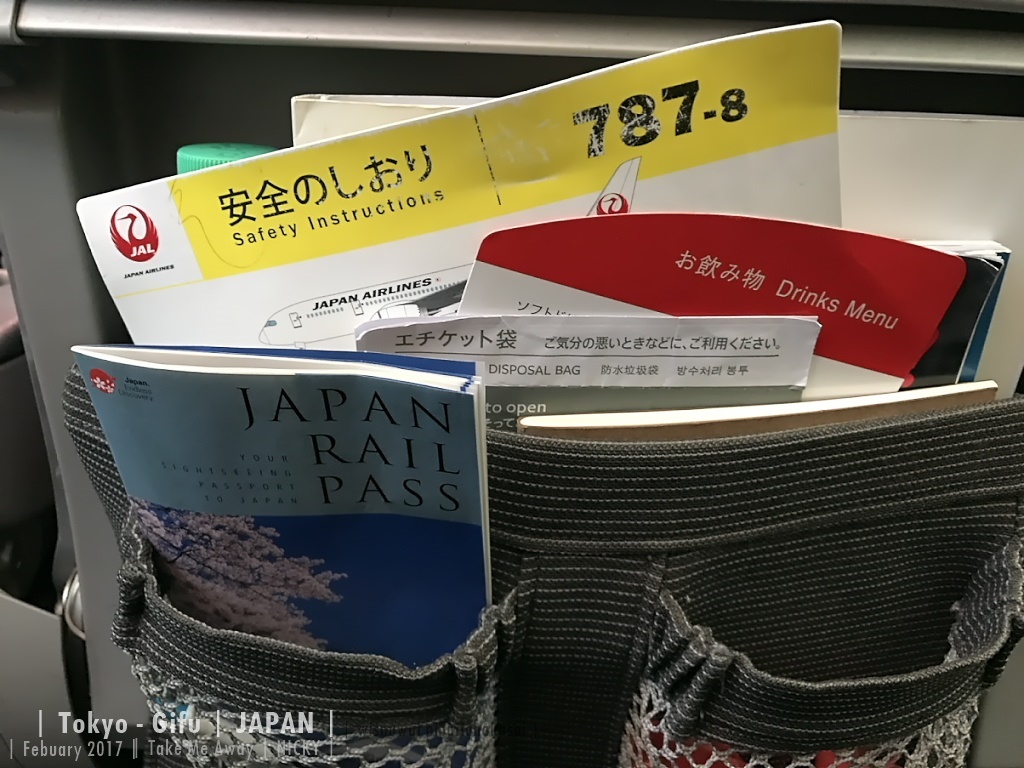 787-8
安全のしおり
Safety Instructions
JAL
JAPAN AIRLINES
JAPAN AIRLINES
お飲み物 Drinks Menu
エチケット袋 ご気分の悪いときなどに、ご利用ください。
DISPOSAL BAG 防水垃圾袋 방수처리 봉투
to open
Japan.
Endless
Discovery
JAPAN
RAIL
PASS
YOUR
SIGHTSEEING
PASSPORT
TO JAPAN
| Tokyo - Gifu | JAPAN |
| Febuary 2017 || Take Me Away | NICKY |